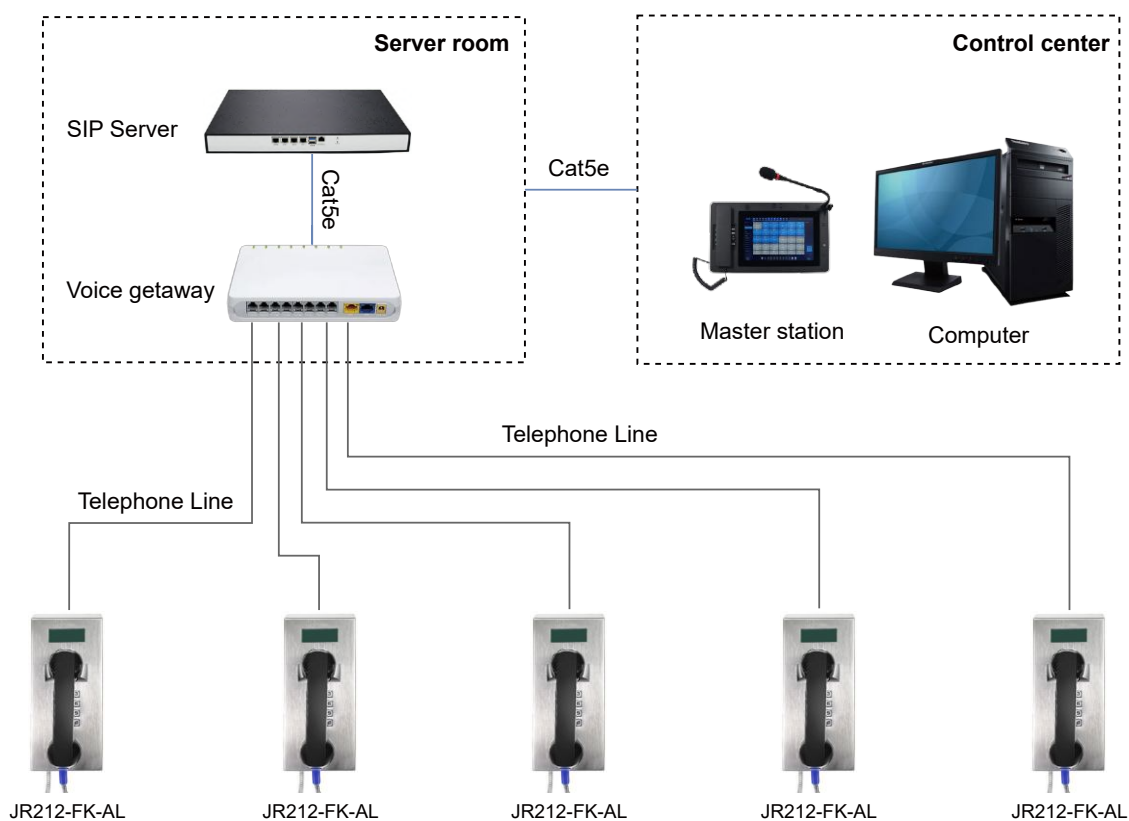 Server room
Control center
SIP Server
Cat5e
Cat5e
Voice getaway
Master station
Computer
Telephone Line
Telephone Line
JR212-FK-AL
JR212-FK-AL
JR212-FK-AL
JR212-FK-AL
JR212-FK-AL